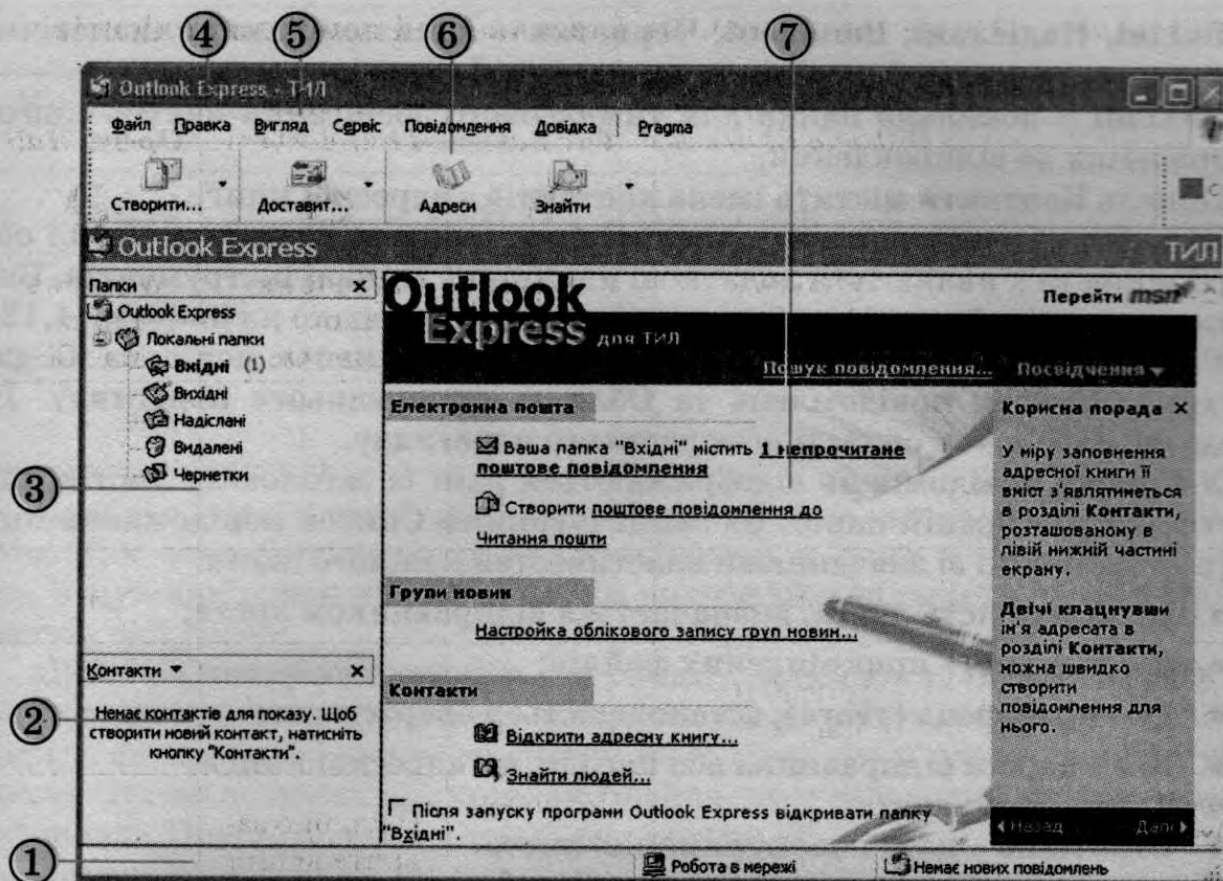 ④ ⑤ ⑥ ⑦
Outlook Express - ТИЛ
Файл Правка Вигляд Сервіс Повідомлення Довідка Pragma
Створити... Доставит... Адреси Знайти
Outlook Express ТИЛ
Папки x
Outlook Express
Локальні папки
Вхідні (1)
Вихідні
Надіслані
Видалені
Чернетки
③
Контакти x
②
Немає контактів для показу. Щоб
створити новий контакт, натисніть
кнопку "Контакти".
Outlook
Express для ТИЛ
Перейти msn
Пошук повідомлення... Посвідчення
Електронна пошта
Ваша папка "Вхідні" містить 1 непрочитане
поштове повідомлення
Створити поштове повідомлення до
Читання пошти
Групи новин
Настройка облікового запису груп новин...
Контакти
Відкрити адресну книгу...
Знайти людей...
Після запуску програми Outlook Express відкривати папку
"Вхідні".
Корисна порада x
У міру заповнення
адресної книги її
вміст з'являтиметься
в розділі Контакти,
розташованому в
лівій нижній частині
екрану.
Двічі клацнувши
ім'я адресата в
розділі Контакти,
можна швидко
створити
повідомлення для
нього.
Назад Далі
①
Робота в мережі Немає нових повідомлень